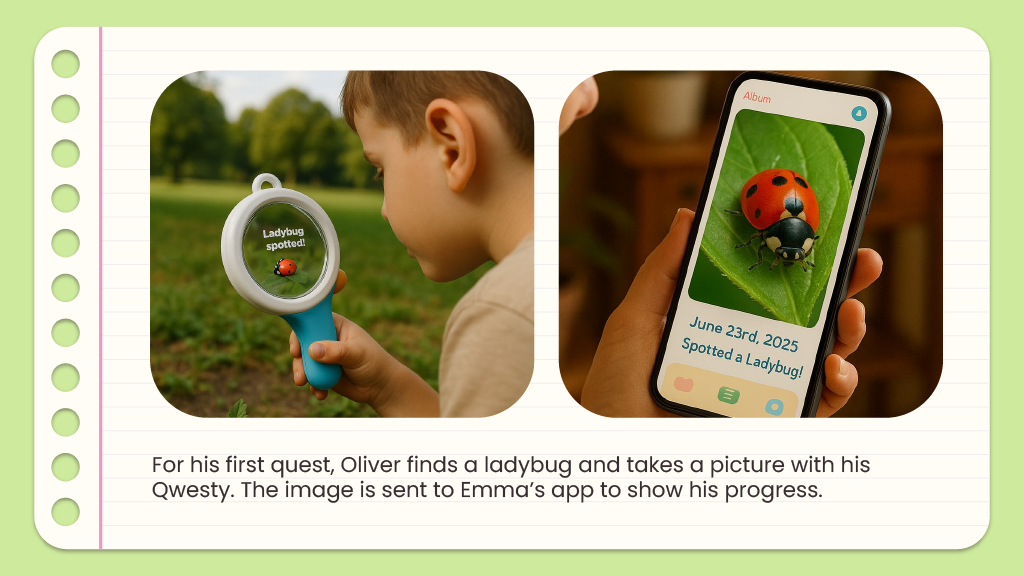 Ladybug
spotted!
Album
June 23rd, 2025
Spotted a Ladybug!
For his first quest, Oliver finds a ladybug and takes a picture with his
Qwesty. The image is sent to Emma’s app to show his progress.